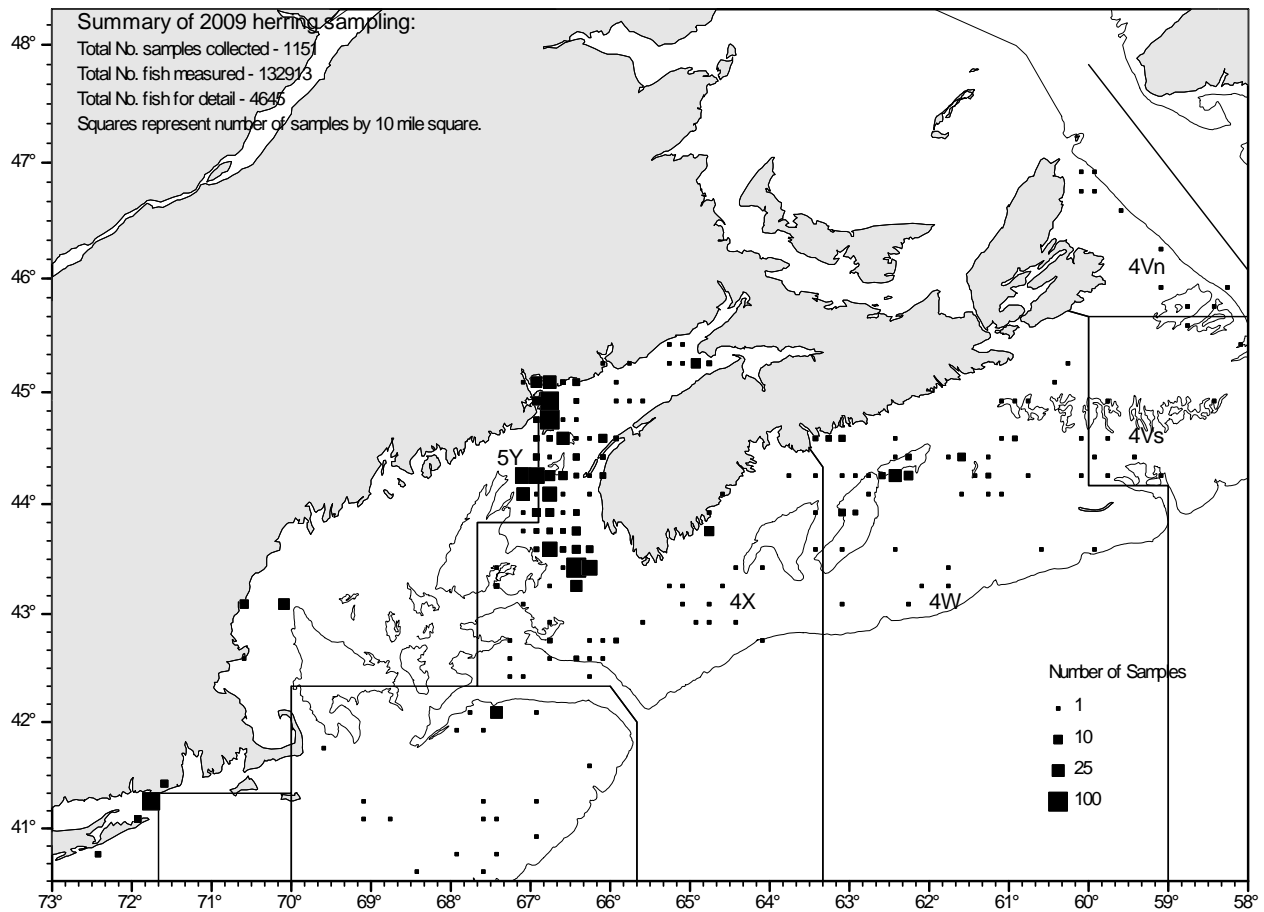 Summary of 2009 herring sampling:
Total No. samples collected - 1151
Total No. fish measured - 132913
Total No. fish for detail - 4645
Squares represent number of samples by 10 mile square.
48°
47°
46°
45°
44°
43°
42°
41°
4Vn
4Vs
5Y
4X
4W
Number of Samples
1
10
25
100
73° 72° 71° 70° 69° 68° 67° 66° 65° 64° 63° 62° 61° 60° 59° 58°